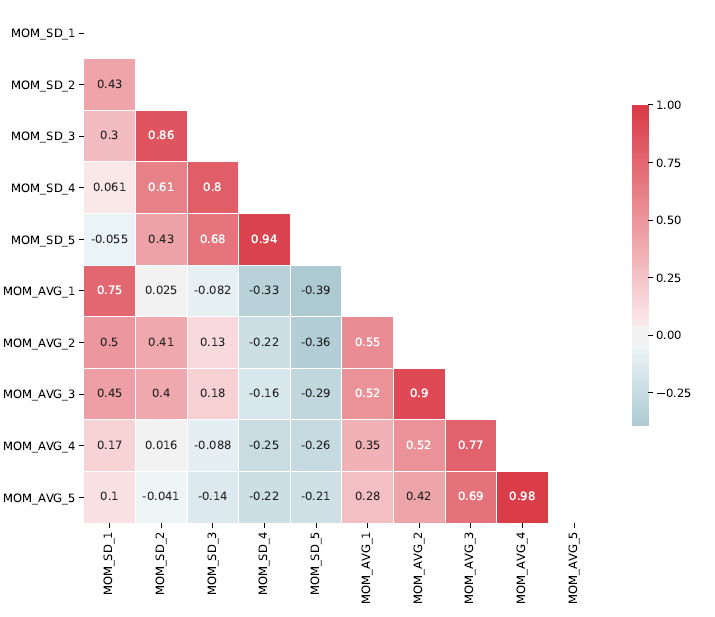 MOM_SD_1
MOM_SD_2 0.43
MOM_SD_3 0.3 0.86
MOM_SD_4 0.061 0.61 0.8
MOM_SD_5 -0.055 0.43 0.68 0.94
MOM_AVG_1 0.75 0.025 -0.082 -0.33 -0.39
MOM_AVG_2 0.5 0.41 0.13 -0.22 -0.36 0.55
MOM_AVG_3 0.45 0.4 0.18 -0.16 -0.29 0.52 0.9
MOM_AVG_4 0.17 0.016 -0.088 -0.25 -0.26 0.35 0.52 0.77
MOM_AVG_5 0.1 -0.041 -0.14 -0.22 -0.21 0.28 0.42 0.69 0.98
MOM_SD_1
MOM_SD_2
MOM_SD_3
MOM_SD_4
MOM_SD_5
MOM_AVG_1
MOM_AVG_2
MOM_AVG_3
MOM_AVG_4
MOM_AVG_5
1.00
0.75
0.50
0.25
0.00
−0.25